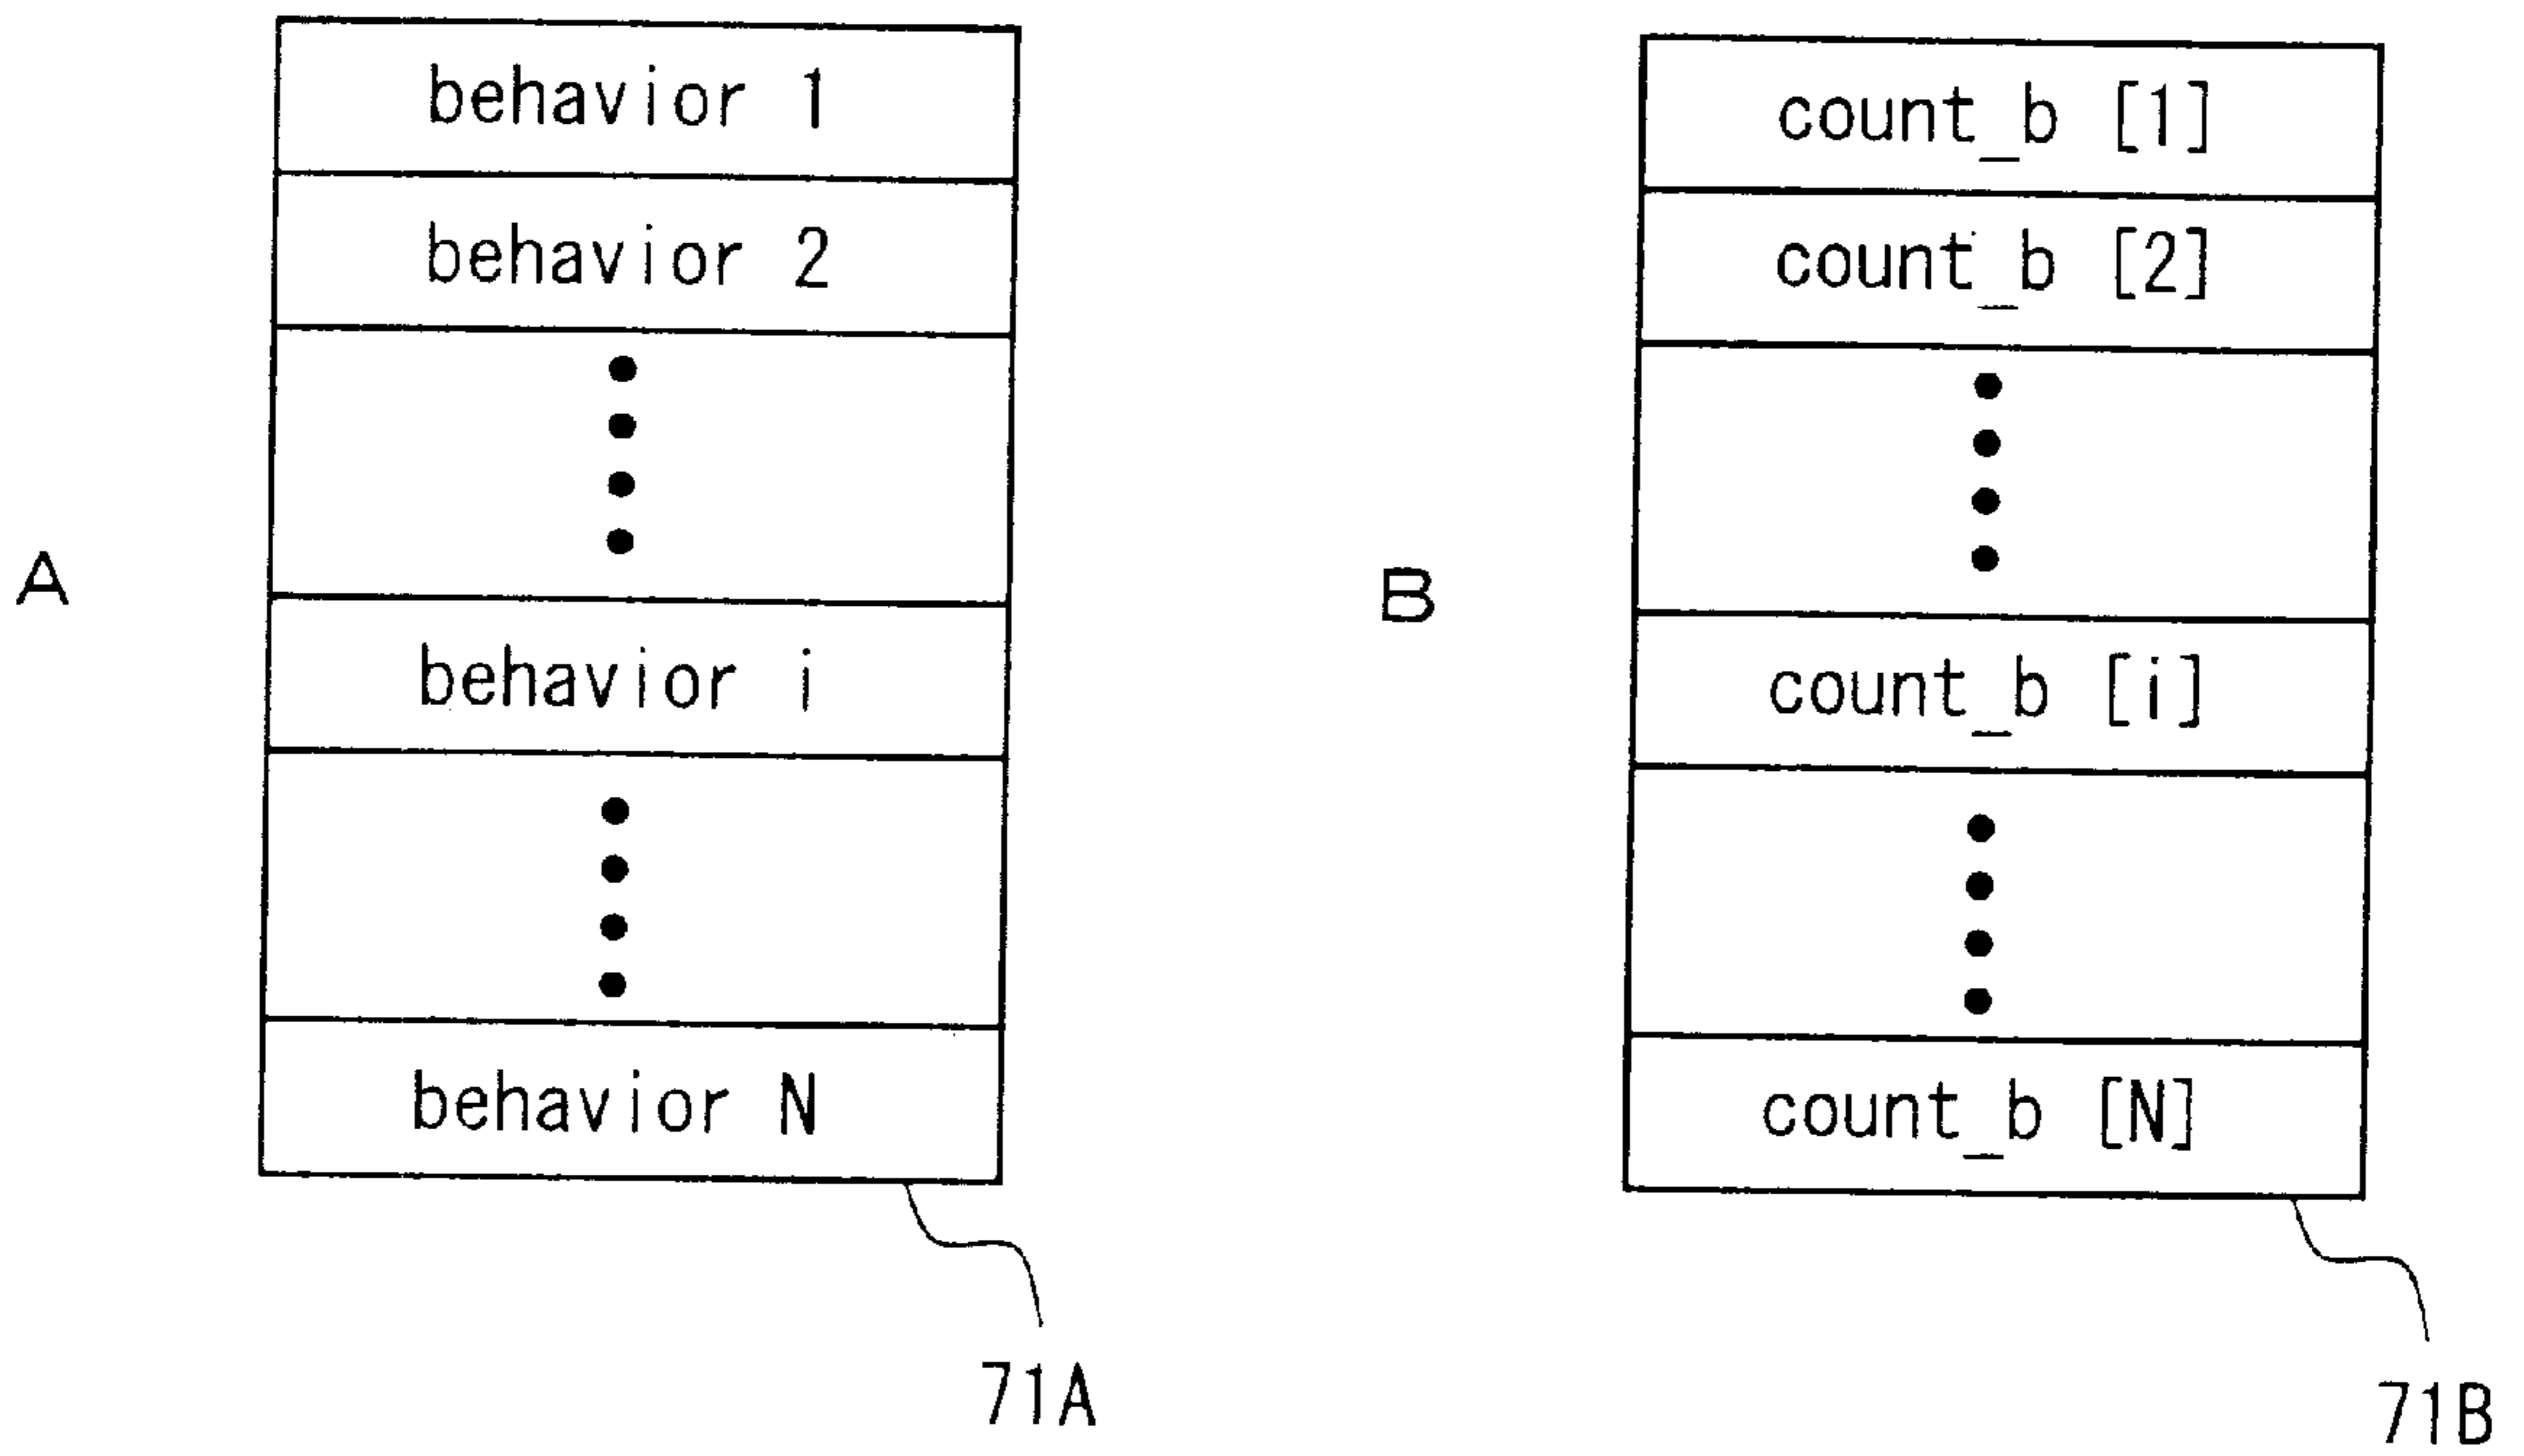 A
behavior 1
behavior 2
behavior i
behavior N
71A
B
count_b [1]
count_b [2]
count_b [i]
count_b [N]
71B